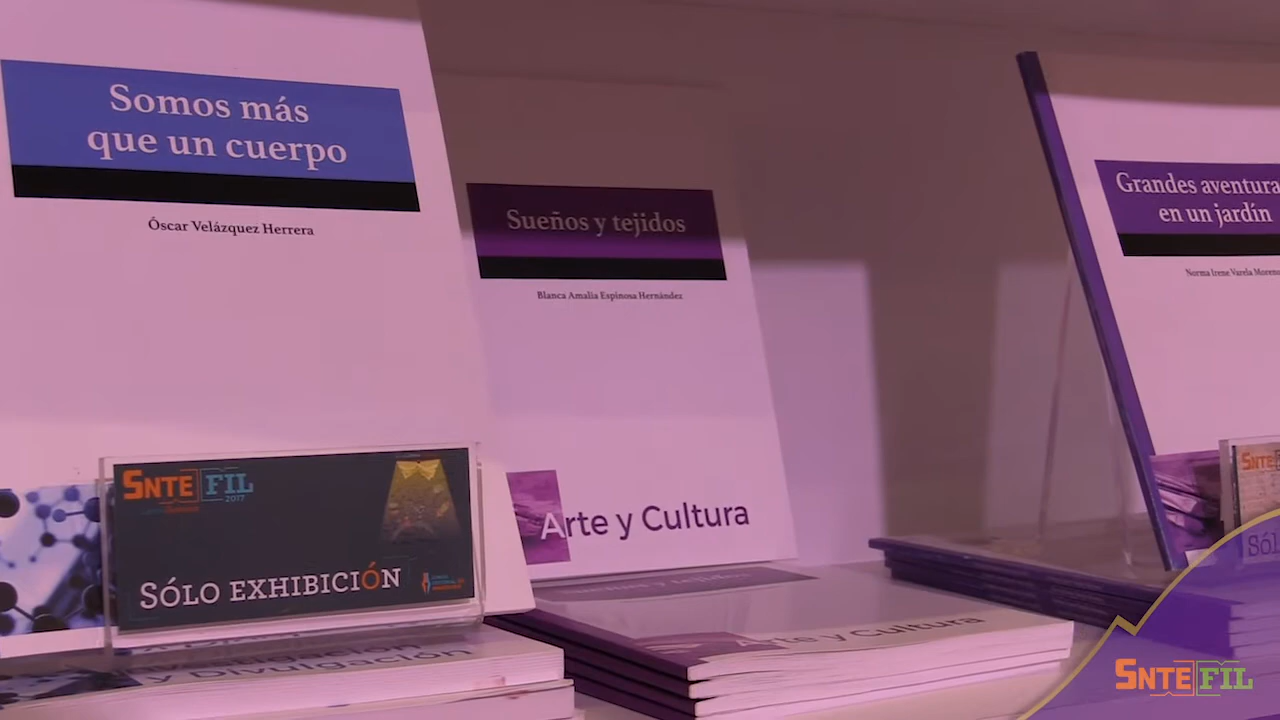 Somos más
que un cuerpo
Óscar Velázquez Herrera
Sueños y tejidos
Blanca Amalia Espinosa Hernández
Arte y Cultura
Grandes aventura
en un jardín
Norma Irene Varela Moreno
SNTE FIL
2017
SÓLO EXHIBICIÓN
y Divulgación
Arte y Cultura
SNTE
Sól
SNTE FIL